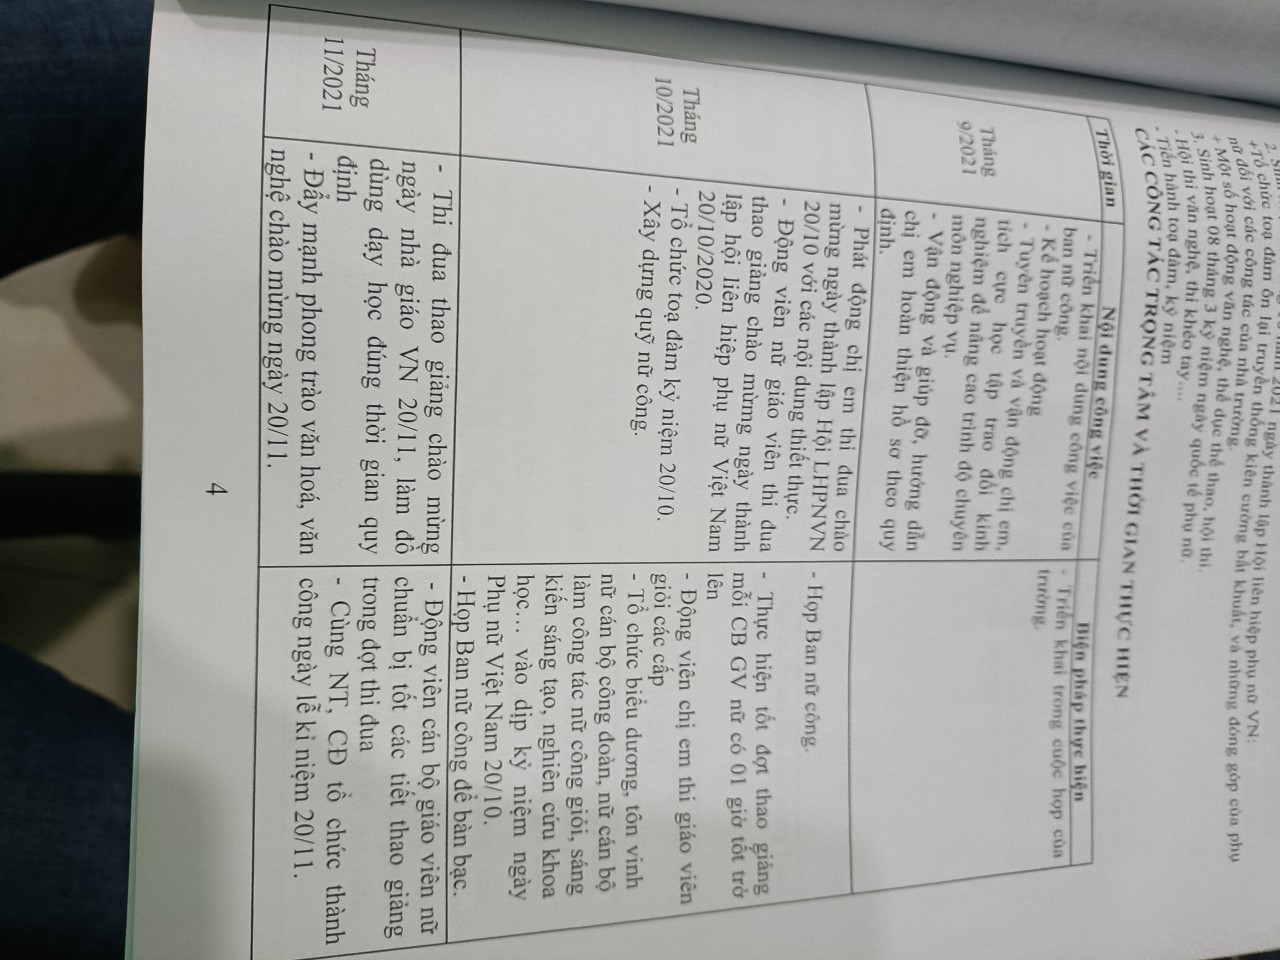 năm 2021 ngày thành lập Hội liên hiệp phụ nữ VN:
+Tổ chức toạ đàm ôn lại truyền thống kiên cường bất khuất, và những đóng góp của phụ
nữ đối với các công tác của nhà trường.
+ Một số hoạt động văn nghệ, thể dục thể thao, hội thi.
3. Sinh hoạt 08 tháng 3 kỷ niệm ngày quốc tế phụ nữ.
- Hội thi văn nghệ, thi khéo tay....
- Tiến hành toạ đàm, kỷ niệm
CÁC CÔNG TÁC TRỌNG TÂM VÀ THỜI GIAN THỰC HIỆN
Thời gian
Nội dung công việc
Biện pháp thực hiện
Tháng
9/2021
- Triển khai nội dung công việc của
ban nữ công.
- Kế hoạch hoạt động
- Tuyên truyền và vận động chị em,
tích cực học tập trao đổi kinh
nghiệm để nâng cao trình độ chuyên
môn nghiệp vụ.
- Vận động và giúp đỡ, hướng dẫn
chị em hoàn thiện hồ sơ theo quy
định.
- Triển khai trong cuộc họp của
trường.
Tháng
10/2021
- Phát động chị em thi đua chào
mừng ngày thành lập Hội LHPNVN
20/10 với các nội dung thiết thực.
- Động viên nữ giáo viên thi đua
thao giảng chào mừng ngày thành
lập hội liên hiệp phụ nữ Việt Nam
20/10/2020.
- Tổ chức toạ đàm kỷ niệm 20/10.
- Xây dựng quỹ nữ công.
- Họp Ban nữ công.
- Thực hiện tốt đợt thao giảng
mỗi CB GV nữ có 01 giờ tốt trở
lên
- Động viên chị em thi giáo viên
giỏi các cấp
- Tổ chức biểu dương, tôn vinh
nữ cán bộ công đoàn, nữ cán bộ
làm công tác nữ công giỏi, sáng
kiến sáng tạo, nghiên cứu khoa
học… vào dịp kỷ niệm ngày
Phụ nữ Việt Nam 20/10.
- Họp Ban nữ công để bàn bạc.
Tháng
11/2021
- Thi đua thao giảng chào mừng
ngày nhà giáo VN 20/11, làm đồ
dùng dạy học đúng thời gian quy
định
- Đẩy mạnh phong trào văn hoá, văn
nghệ chào mừng ngày 20/11.
- Động viên cán bộ giáo viên nữ
chuẩn bị tốt các tiết thao giảng
trong đợt thi đua
- Cùng NT, CĐ tổ chức thành
công ngày lễ kỉ niệm 20/11.
4